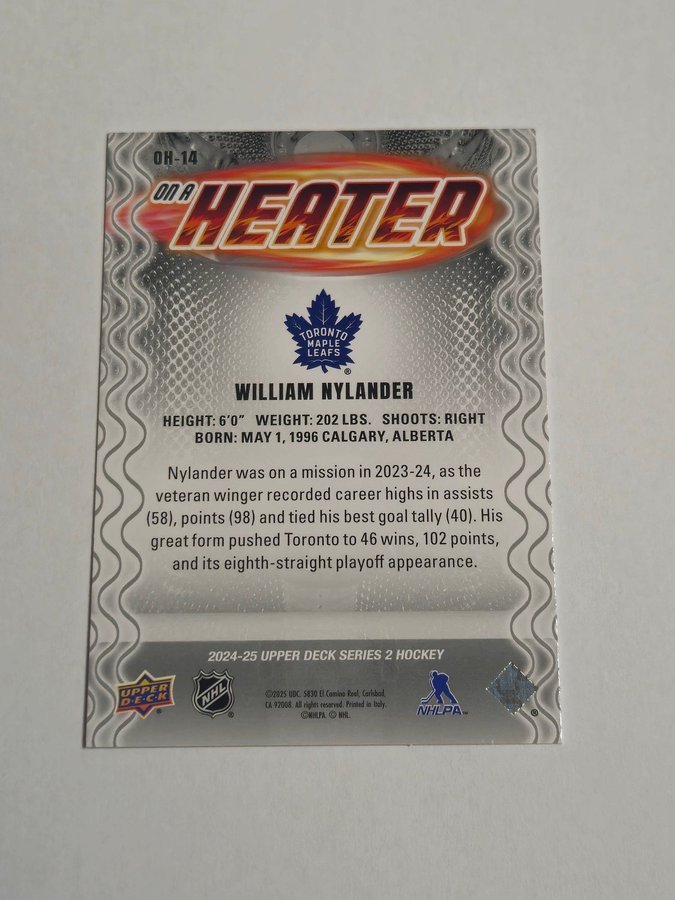 OH-14
ON A
HEATER
TORONTO
MAPLE
LEAFS
®
WILLIAM NYLANDER
HEIGHT: 6'0" WEIGHT: 202 LBS. SHOOTS: RIGHT
BORN: MAY 1, 1996 CALGARY, ALBERTA
Nylander was on a mission in 2023-24, as the
veteran winger recorded career highs in assists
(58), points (98) and tied his best goal tally (40). His
great form pushed Toronto to 46 wins, 102 points,
and its eighth-straight playoff appearance.
2024-25 UPPER DECK SERIES 2 HOCKEY
UPPER
D·E·C·K
®
NHL
®
©2025 UDC. 5830 El Camino Real, Carlsbad,
CA 92008. All rights reserved. Printed in Italy.
©NHLPA. © NHL.
NHLPA™
®